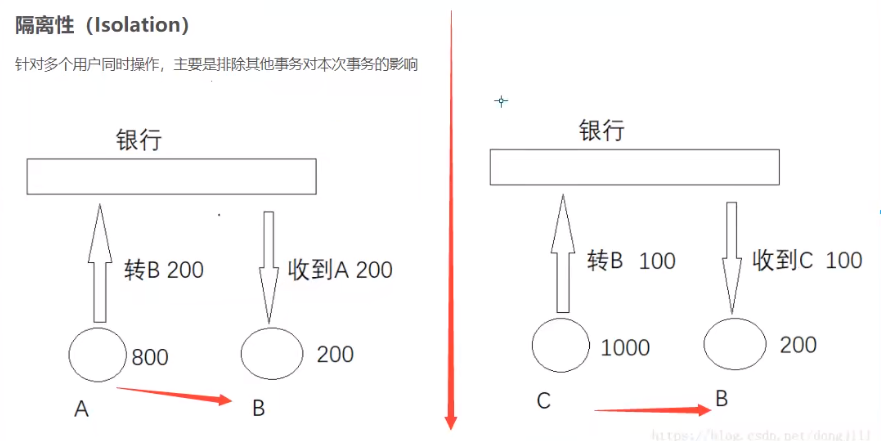 隔离性（Isolation）
针对多个用户同时操作，主要是排除其他事务对本次事务的影响
银行
转B 200
收到A 200
800
200
A
B
银行
转B 100
收到C 100
1000
200
C
B